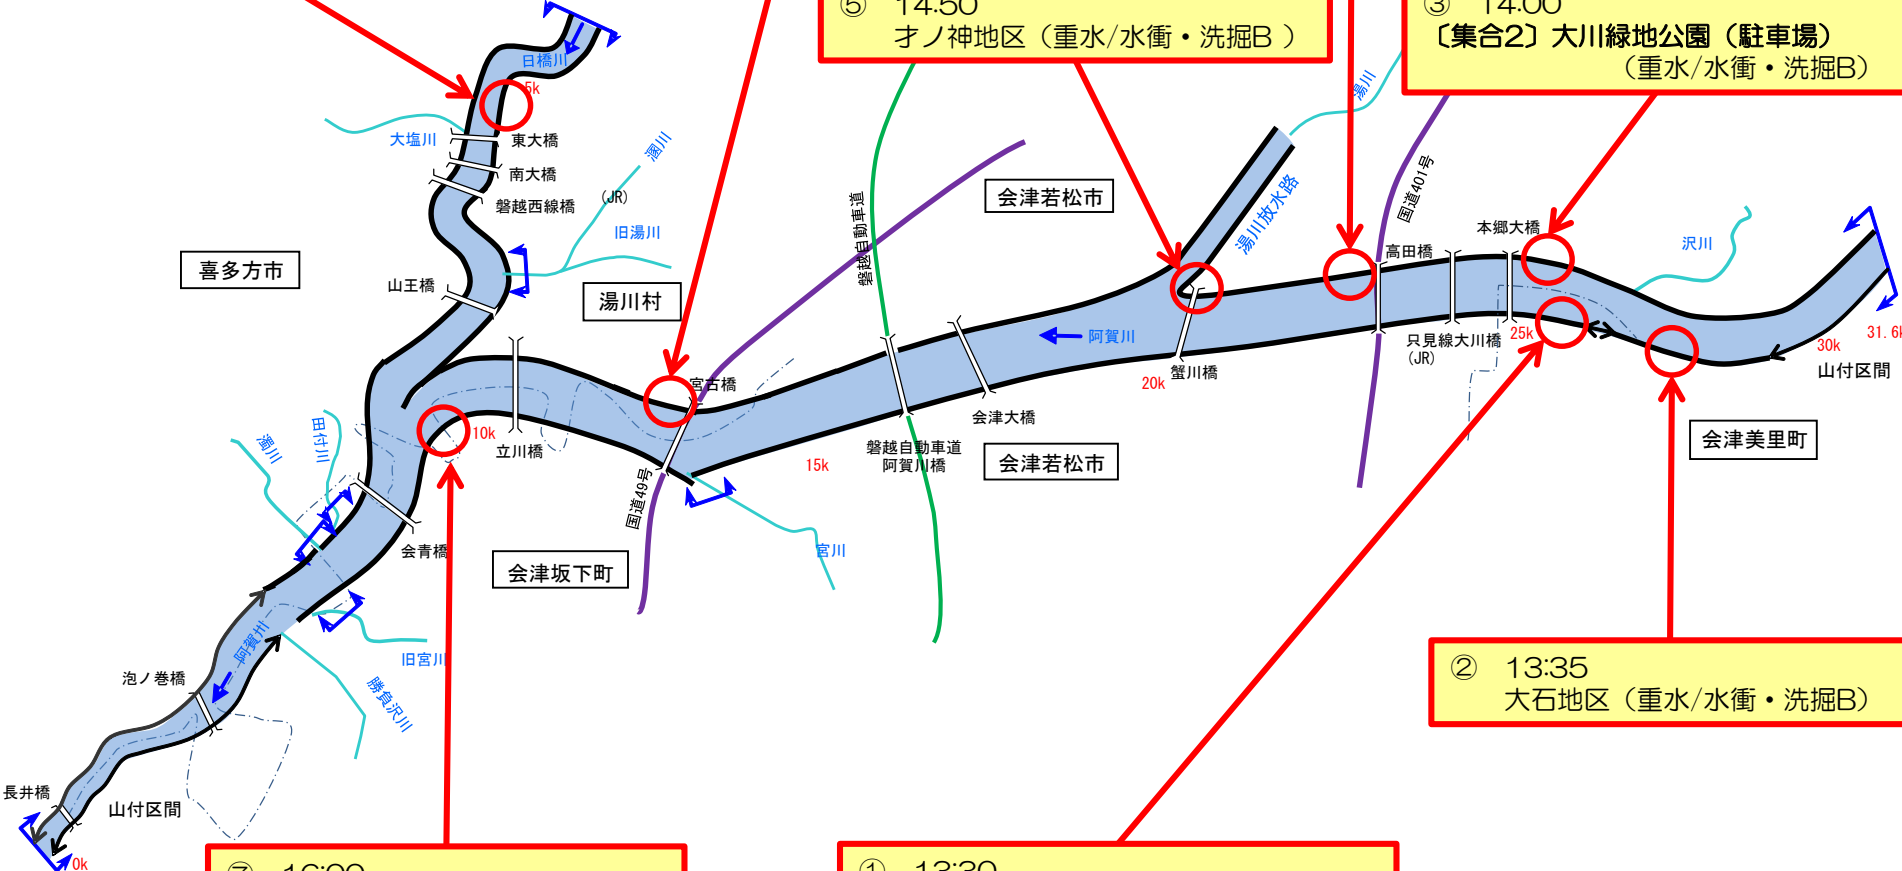 ⑤ 14:50
才ノ神地区（重水/水衝・洗掘B ）
③ 14:00
〔集合2〕大川緑地公園（駐車場）
（重水/水衝・洗掘B）
日橋川
5k
大塩川
東大橋
南大橋
磐越西線橋
(JR)
旧湯川
喜多方市
山王橋
湯川村
会津若松市
磐越自動車道
湯川
湯川放水路
国道401号
高田橋
本郷大橋
沢川
31.6k
30k
山付区間
25k
只見線大川橋
(JR)
阿賀川
20k
蟹川橋
会津大橋
宮古橋
会津美里町
10k
立川橋
15k
磐越自動車道
阿賀川橋
会津若松市
国道49号
田付川
濁川
会青橋
会津坂下町
宮川
阿賀川
旧宮川
勝負沢川
泡ノ巻橋
② 13:35
大石地区（重水/水衝・洗掘B）
長井橋
山付区間
0k
⑦ 16:00
① 13:30